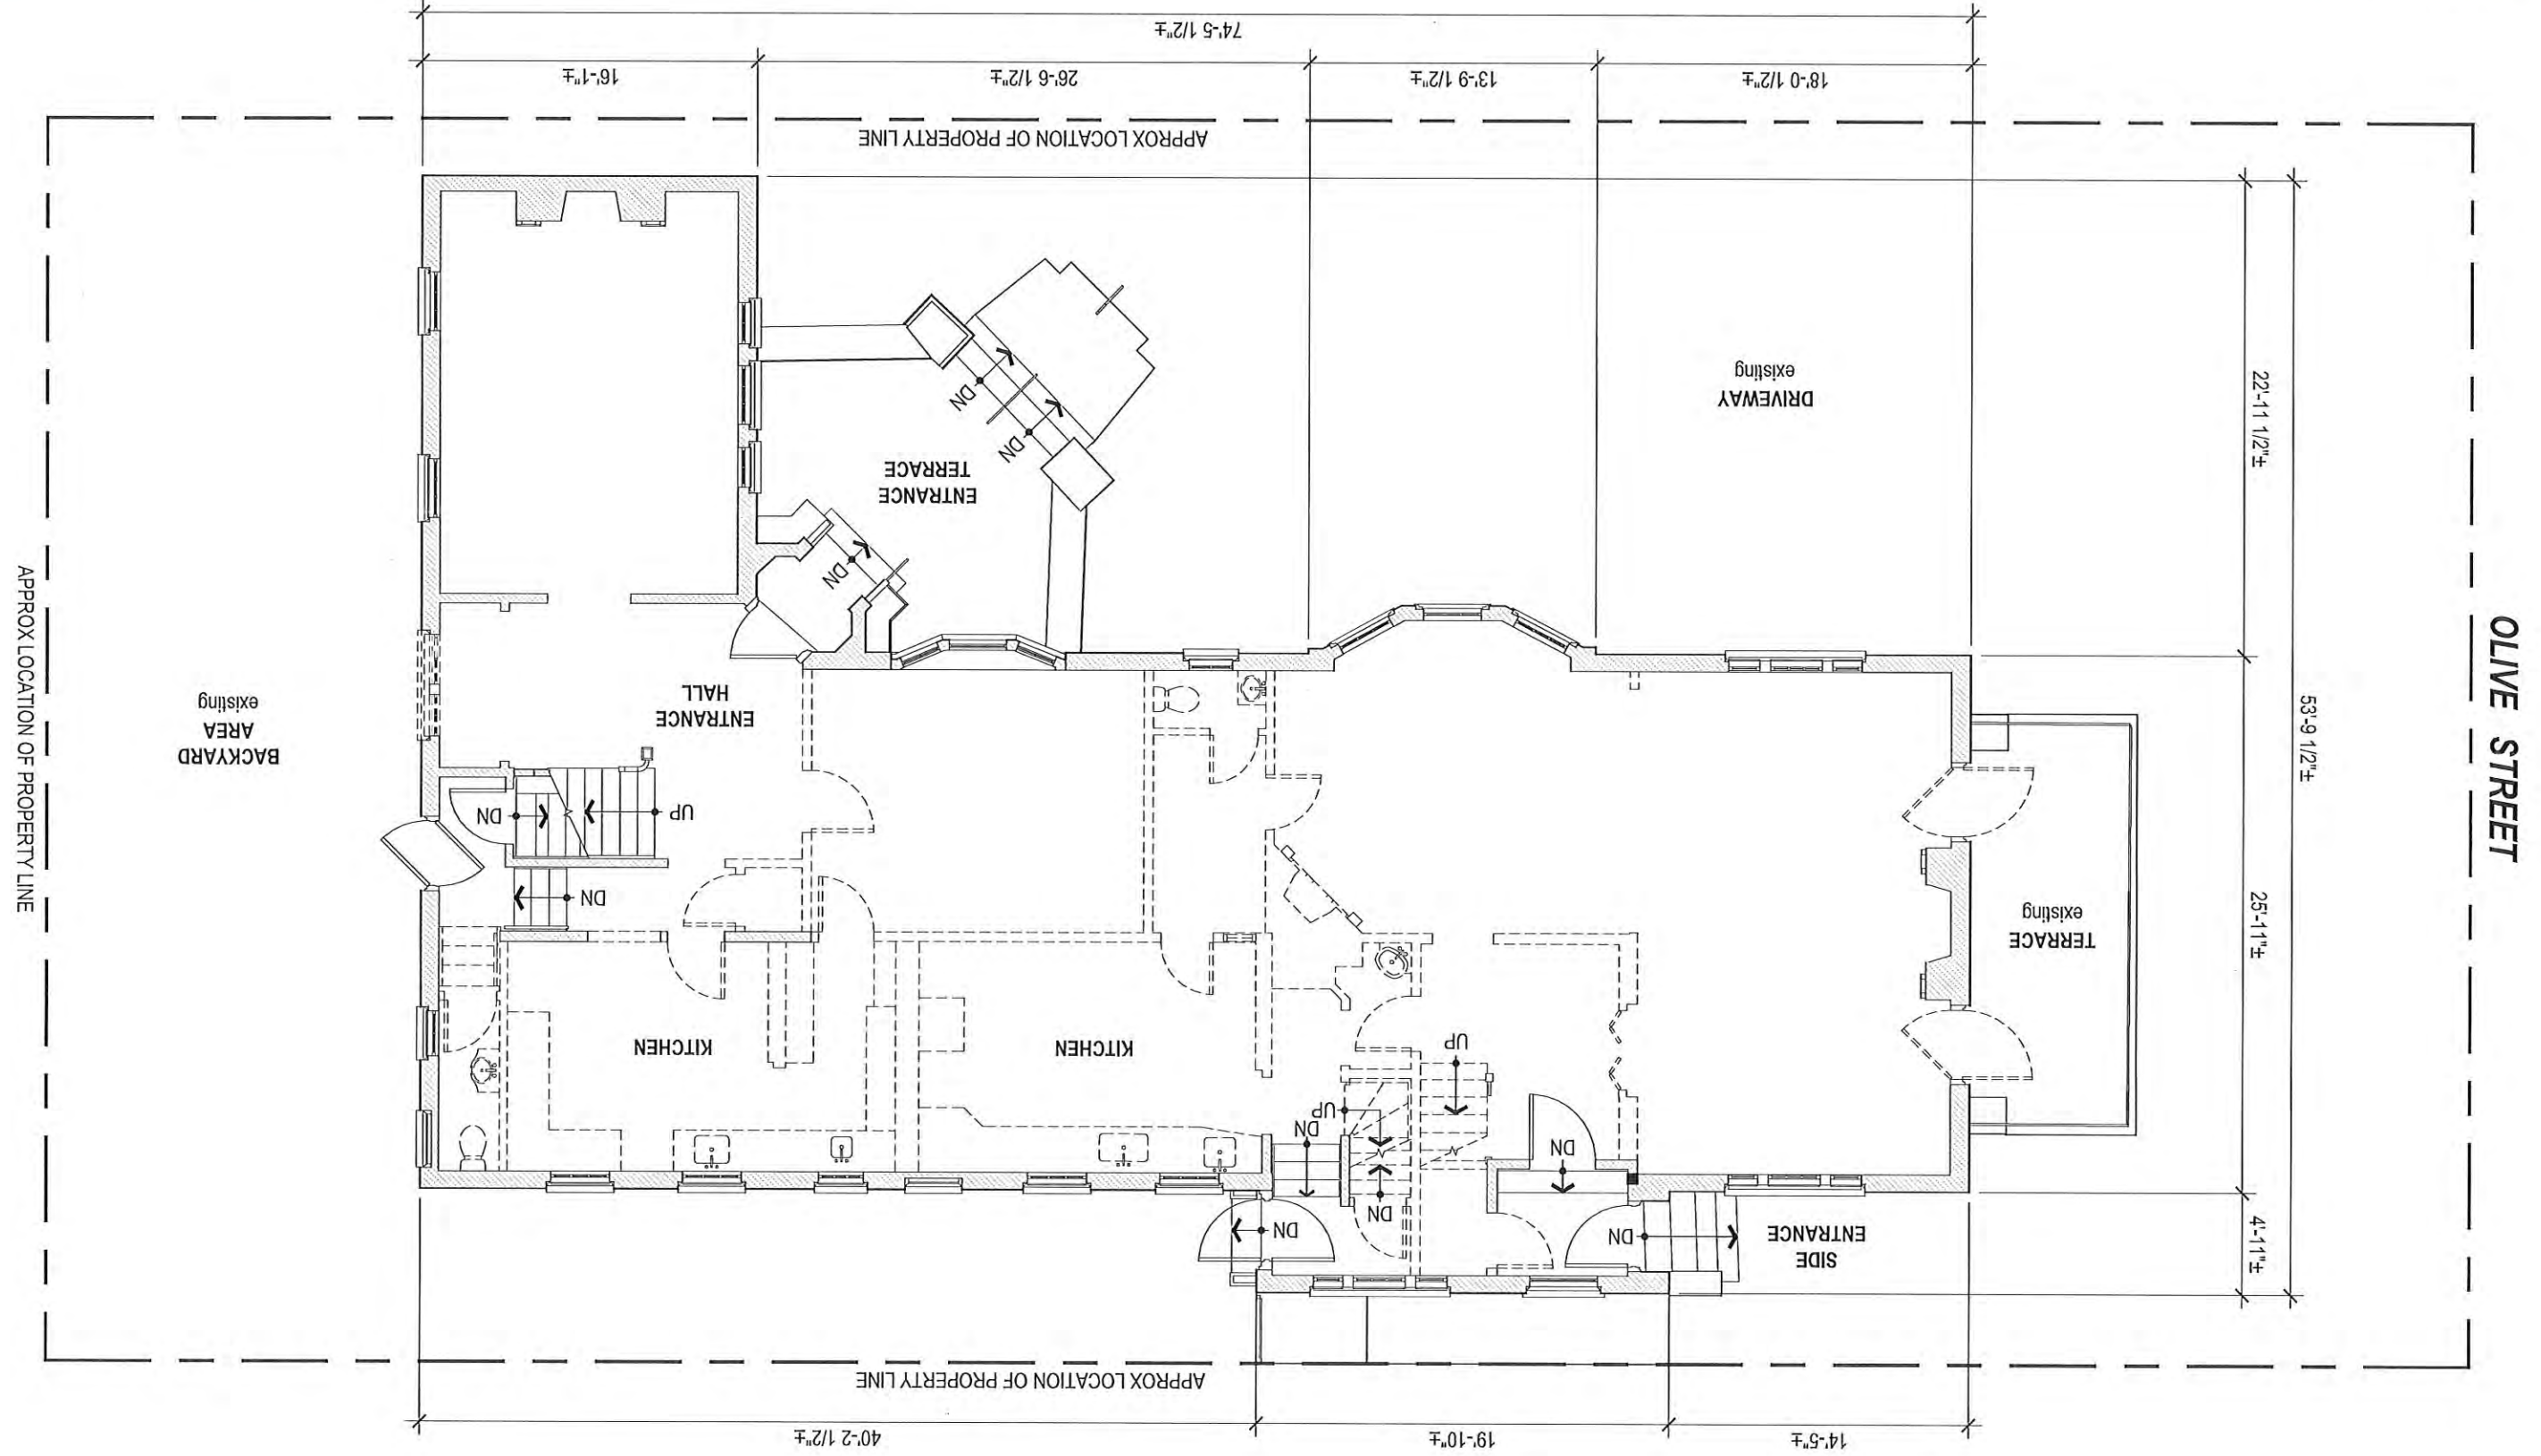 74'-5 1/2"±
16'-1"±
26'-6 1/2"±
13'-9 1/2"±
18'-0 1/2"±
APPROX LOCATION OF PROPERTY LINE
22'-11 1/2"±
53'-9 1/2"±
25'-11"±
4'-11"±
OLIVE STREET
DRIVEWAY
existing
ENTRANCE
TERRACE
DN
DN
DN
ENTRANCE
HALL
BACKYARD
AREA
existing
APPROX LOCATION OF PROPERTY LINE
DN
UP
DN
TERRACE
existing
KITCHEN
KITCHEN
UP
UP
DN
DN
DN
DN
DN
SIDE
ENTRANCE
APPROX LOCATION OF PROPERTY LINE
40'-2 1/2"±
19'-10"±
14'-5"±